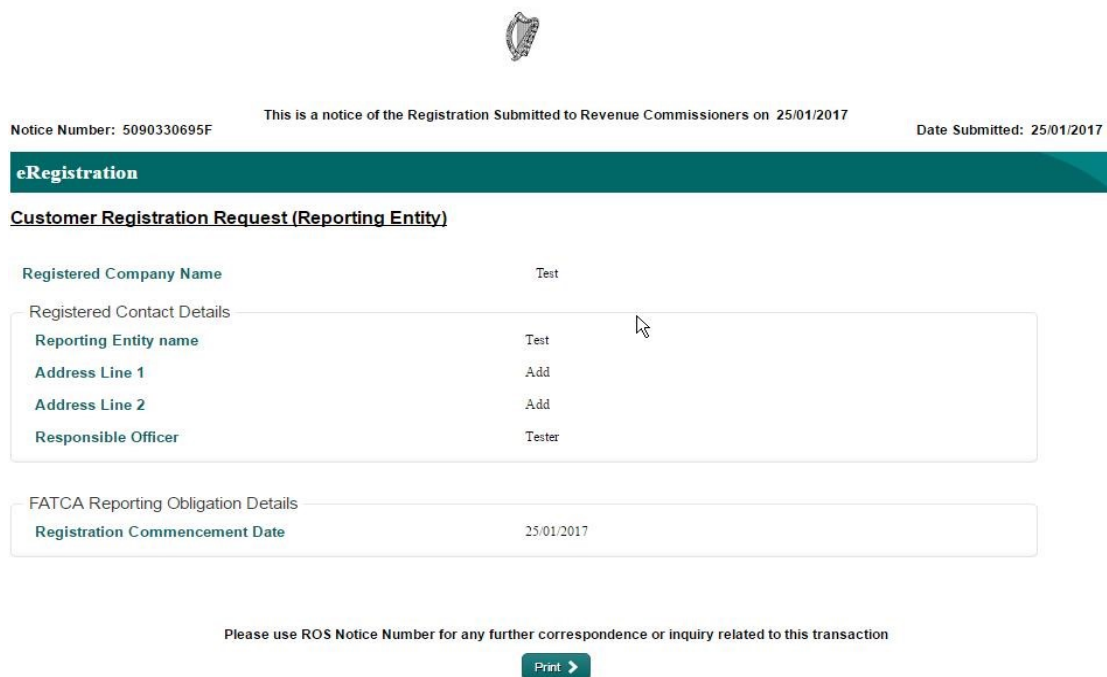 This is a notice of the Registration Submitted to Revenue Commissioners on 25/01/2017
Notice Number: 5090330695F Date Submitted: 25/01/2017
eRegistration
Customer Registration Request (Reporting Entity)
Registered Company Name Test
Registered Contact Details
Reporting Entity name Test
Address Line 1 Add
Address Line 2 Add
Responsible Officer Tester
FATCA Reporting Obligation Details
Registration Commencement Date 25/01/2017
Please use ROS Notice Number for any further correspondence or inquiry related to this transaction
Print